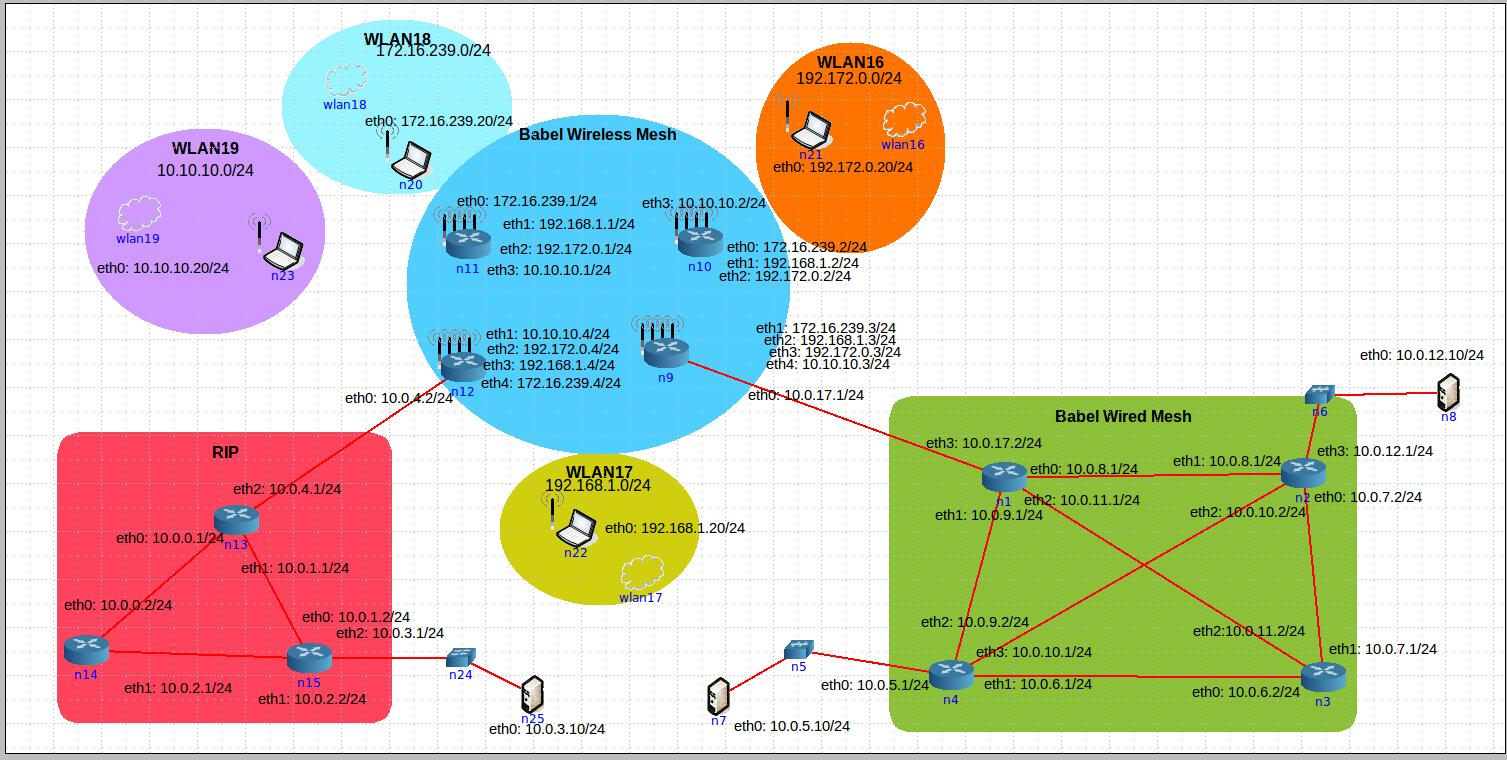 WLAN18
172.16.239.0/24
wlan18
eth0: 172.16.239.20/24
n20
WLAN16
192.172.0.0/24
n21
wlan16
eth0: 192.172.0.20/24
WLAN19
10.10.10.0/24
wlan19
eth0: 10.10.10.20/24
n23
Babel Wireless Mesh
eth0: 172.16.239.1/24
eth1: 192.168.1.1/24
eth2: 192.172.0.1/24
n11
eth3: 10.10.10.1/24
eth3: 10.10.10.2/24
eth0: 172.16.239.2/24
n10
eth1: 192.168.1.2/24
eth2: 192.172.0.2/24
eth1: 10.10.10.4/24
eth2: 192.172.0.4/24
eth3: 192.168.1.4/24
eth4: 172.16.239.4/24
n12
eth0: 10.0.4.2/24
n9
eth1: 172.16.239.3/24
eth2: 192.168.1.3/24
eth3: 192.172.0.3/24
eth4: 10.10.10.3/24
eth0: 10.0.17.1/24
eth0: 10.0.12.10/24
n6
n8
RIP
eth2: 10.0.4.1/24
eth0: 10.0.0.1/24
n13
eth1: 10.0.1.1/24
eth0: 10.0.0.2/24
eth0: 10.0.1.2/24
eth2: 10.0.3.1/24
n14
eth1: 10.0.2.1/24
n15
eth1: 10.0.2.2/24
n24
n25
eth0: 10.0.3.10/24
WLAN17
192.168.1.0/24
eth0: 192.168.1.20/24
n22
wlan17
Babel Wired Mesh
eth3: 10.0.17.2/24
eth0: 10.0.8.1/24
eth1: 10.0.8.1/24
eth3: 10.0.12.1/24
n1
eth2: 10.0.11.1/24
eth1: 10.0.9.1/24
n2
eth0: 10.0.7.2/24
eth2: 10.0.10.2/24
eth2: 10.0.9.2/24
eth2:10.0.11.2/24
eth3: 10.0.10.1/24
eth1: 10.0.7.1/24
n5
eth0: 10.0.5.1/24
n4
eth1: 10.0.6.1/24
eth0: 10.0.6.2/24
n3
n7
eth0: 10.0.5.10/24